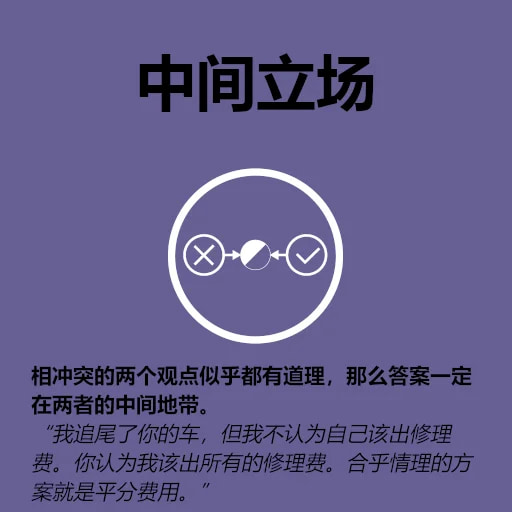 中间立场
相冲突的两个观点似乎都有道理，那么答案一定
在两者的中间地带。
“我追尾了你的车，但我不认为自己该出修理
费。你认为我该出所有的修理费。合乎情理的方
案就是平分费用。”